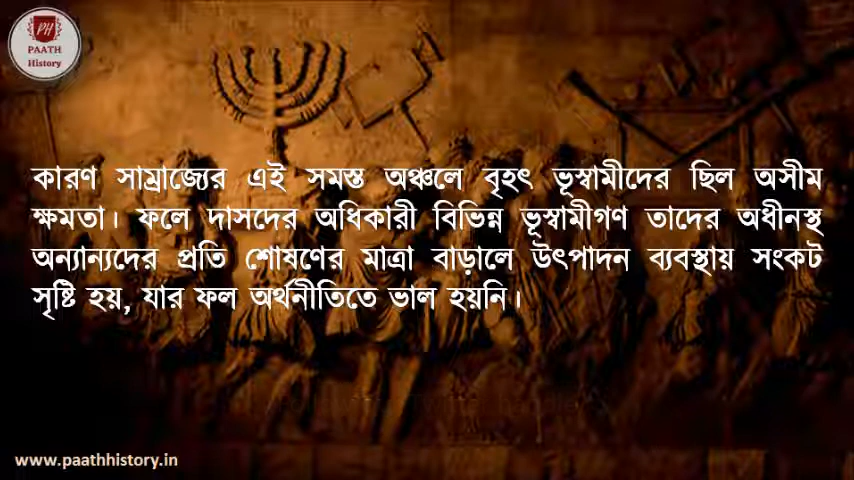 PH
PAATH
History
কারণ সাম্রাজ্যের এই সমস্ত অঞ্চলে বৃহৎ ভূস্বামীদের ছিল অসীম
ক্ষমতা। ফলে দাসদের অধিকারী বিভিন্ন ভূস্বামীগণ তাদের অধীনস্থ
অন্যান্যদের প্রতি শোষণের মাত্রা বাড়ালে উৎপাদন ব্যবস্থায় সংকট
সৃষ্টি হয়, যার ফল অর্থনীতিতে ভাল হয়নি।
www.paathhistory.in